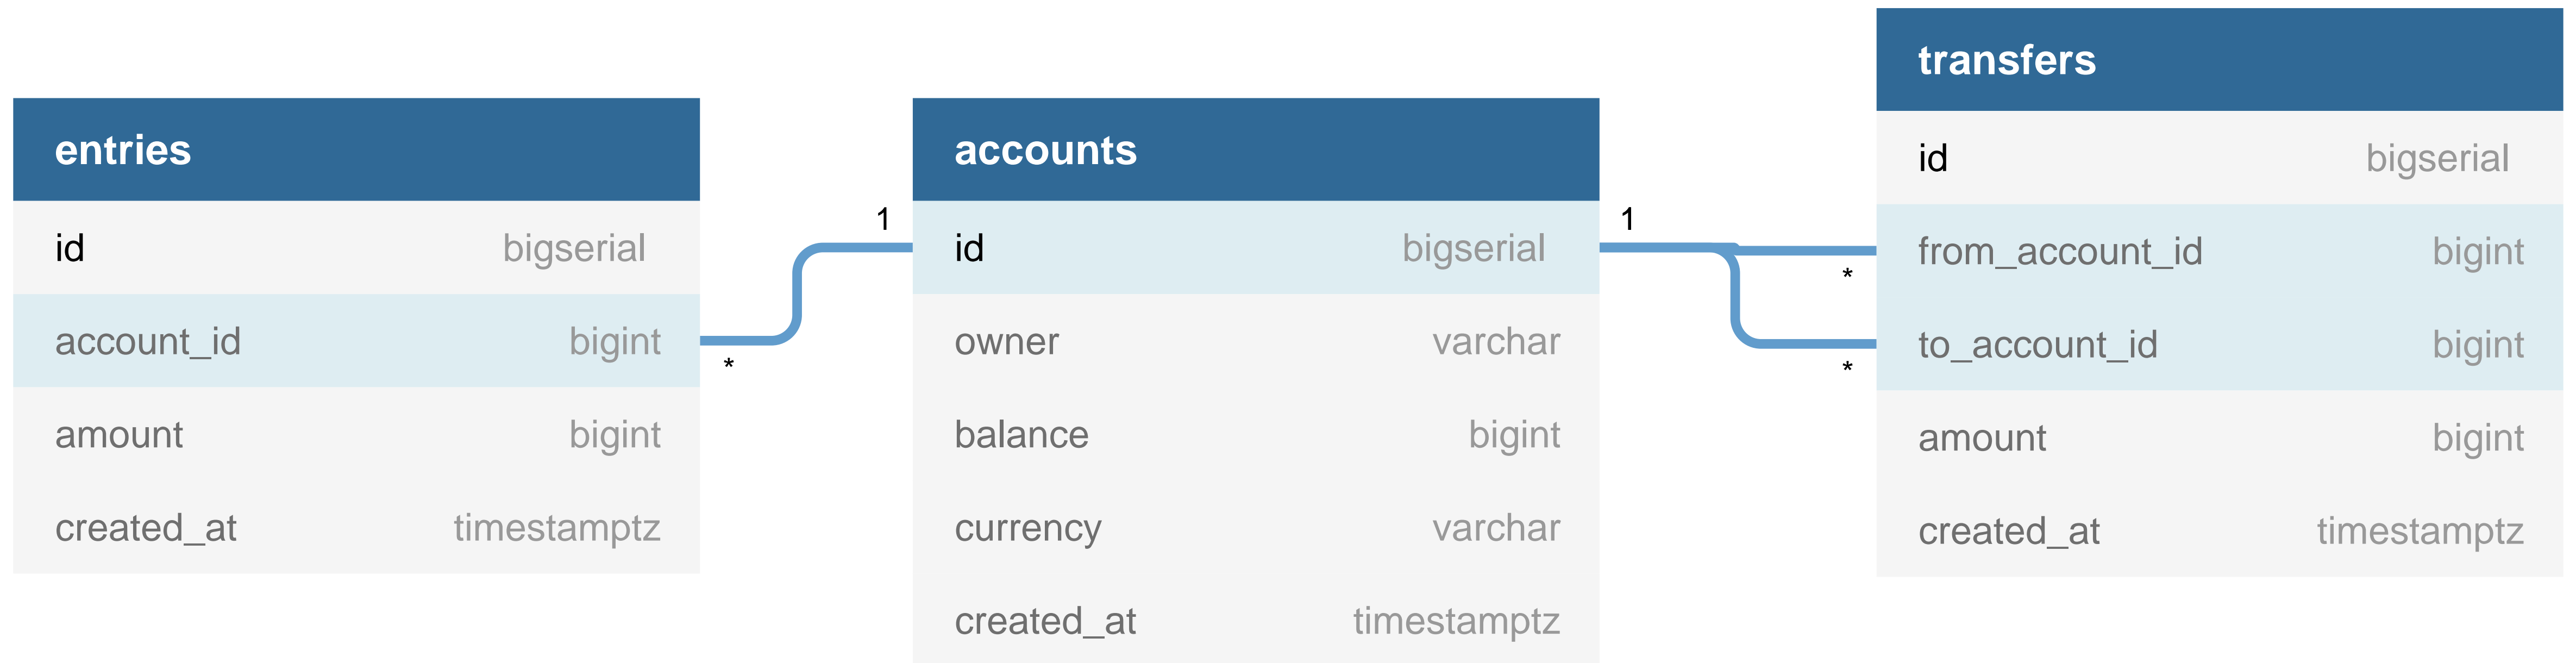 entries
id bigserial
account_id bigint
amount bigint
created_at timestamptz
1
*
accounts
id bigserial
owner varchar
balance bigint
currency varchar
created_at timestamptz
1
*
*
transfers
id bigserial
from_account_id bigint
to_account_id bigint
amount bigint
created_at timestamptz